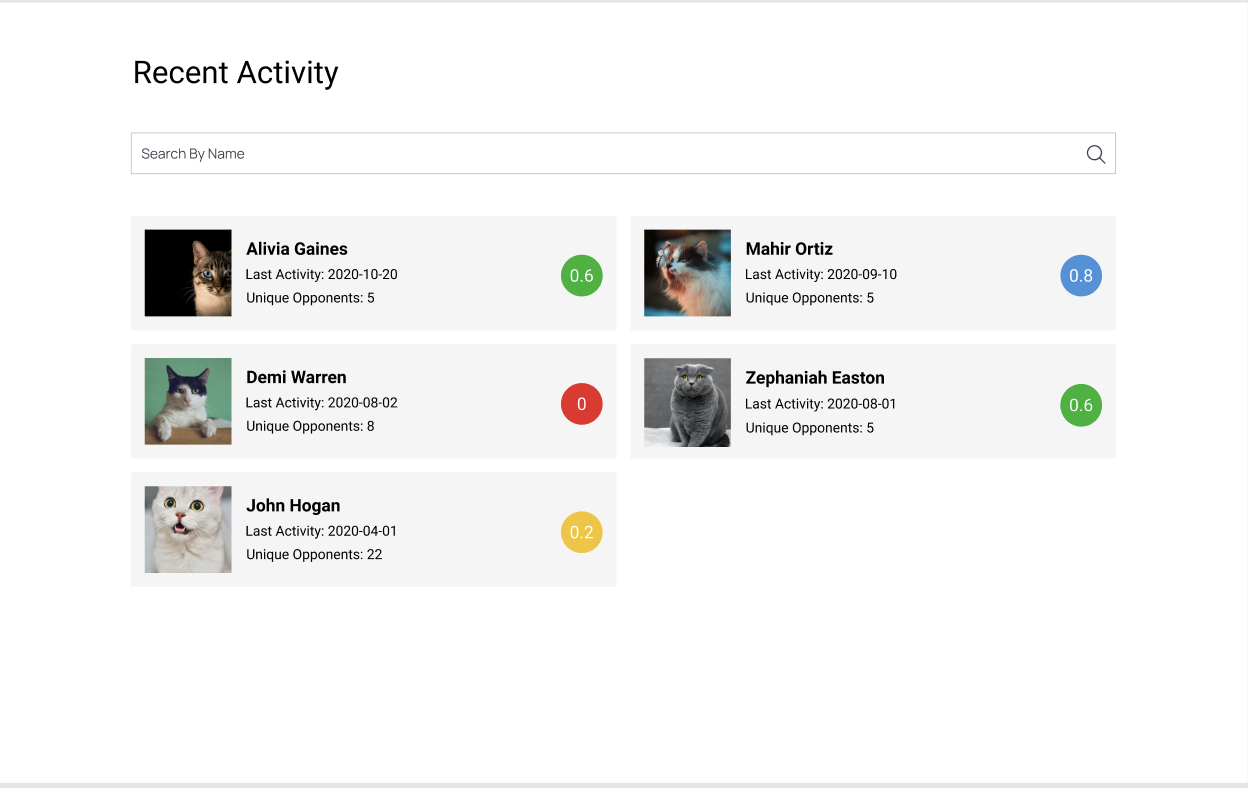 Recent Activity
Search By Name
Alivia Gaines
Last Activity: 2020-10-20
Unique Opponents: 5
0.6
Mahir Ortiz
Last Activity: 2020-09-10
Unique Opponents: 5
0.8
Demi Warren
Last Activity: 2020-08-02
Unique Opponents: 8
0
Zephaniah Easton
Last Activity: 2020-08-01
Unique Opponents: 5
0.6
John Hogan
Last Activity: 2020-04-01
Unique Opponents: 22
0.2